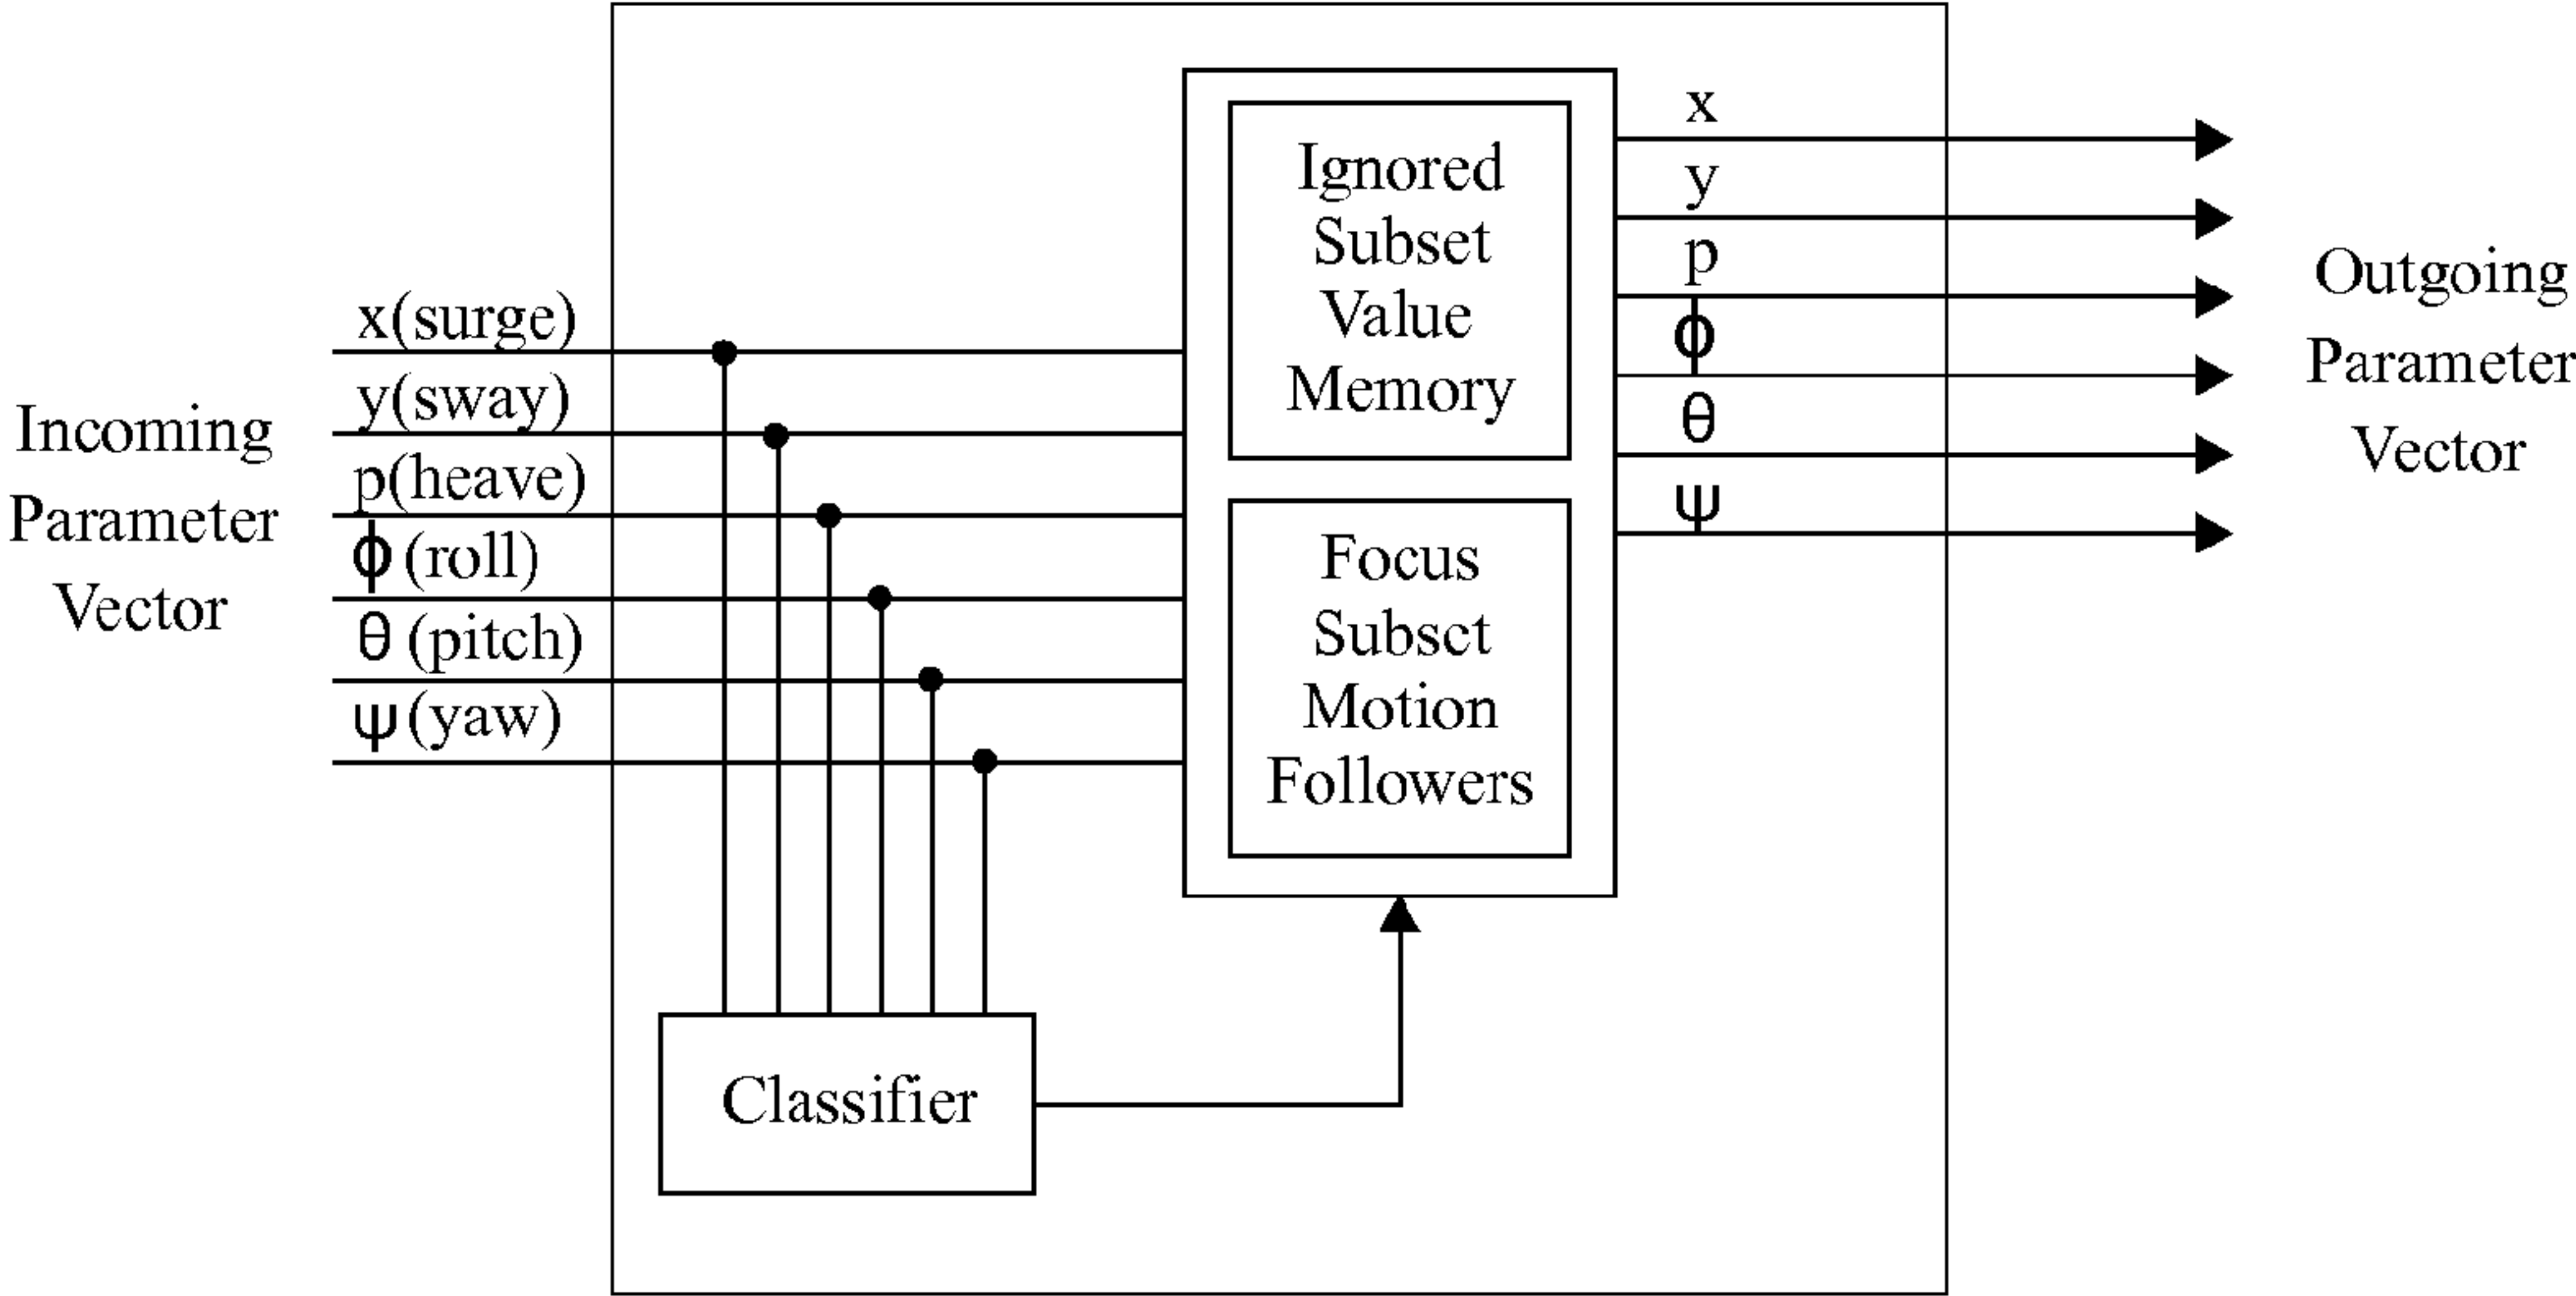 Incoming
Parameter
Vector
x(surge)
y(sway)
p(heave)
ϕ (roll)
θ (pitch)
ψ (yaw)
Ignored
Subset
Value
Memory
Focus
Subsct
Motion
Followers
Classifier
x
y
p
ϕ
θ
ψ
Outgoing
Parameter
Vector